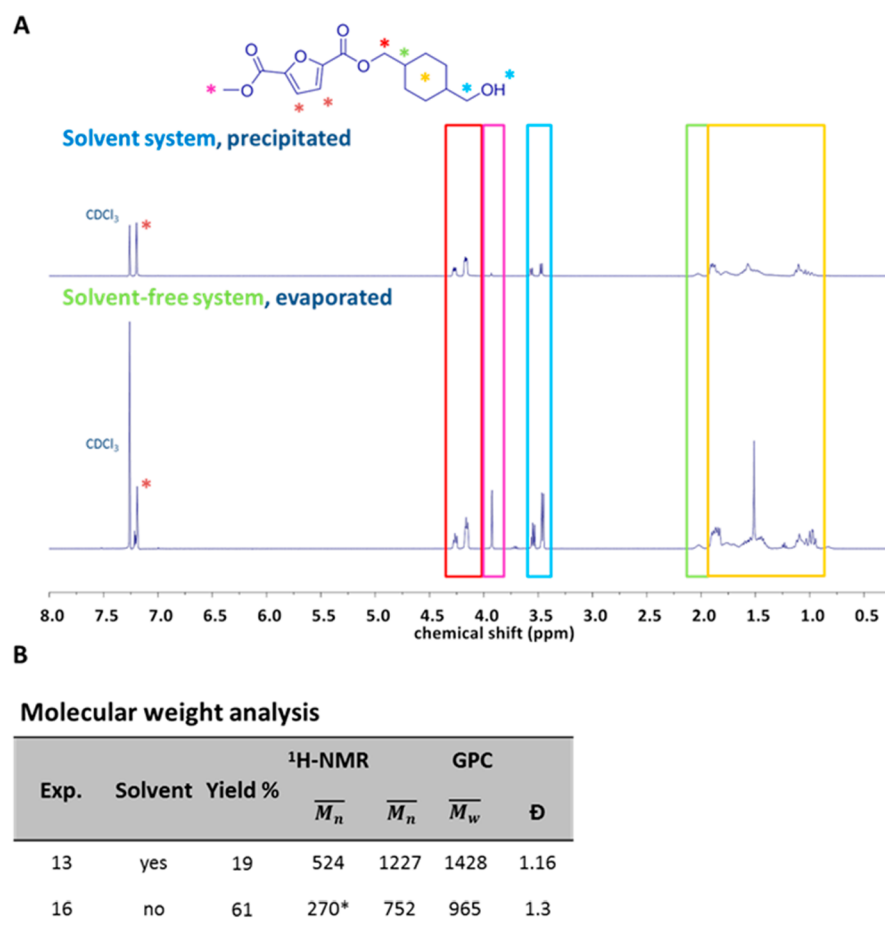 A
O
O
O
O
O
OH
Solvent system, precipitated
CDCl3
Solvent-free system, evaporated
CDCl3
8.0 7.5 7.0 6.5 6.0 5.5 5.0 4.5 4.0 3.5 3.0 2.5 2.0 1.5 1.0 0.5
chemical shift (ppm)
B
Molecular weight analysis
¹H-NMR GPC
Exp. Solvent Yield % Mn Mn Mw Đ
13 yes 19 524 1227 1428 1.16
16 no 61 270* 752 965 1.3